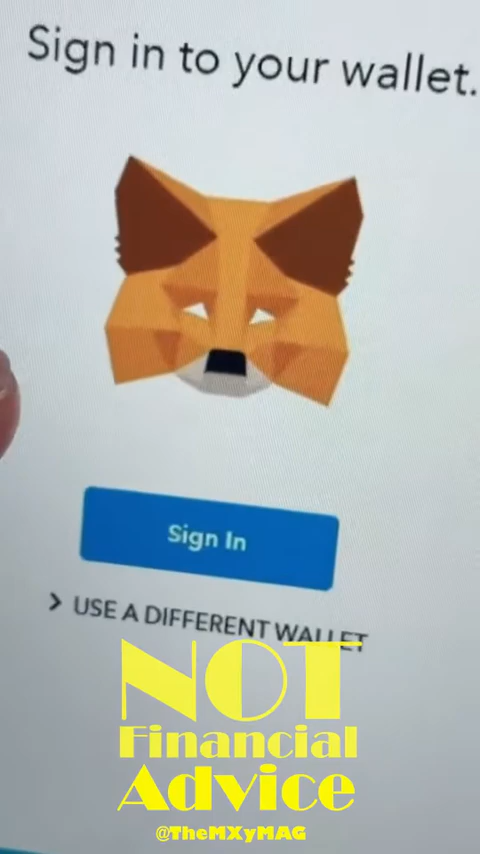 Sign in to your wallet.
Sign In
USE A DIFFERENT WALLET
NOT
Financial
Advice
@TheMXyMAG